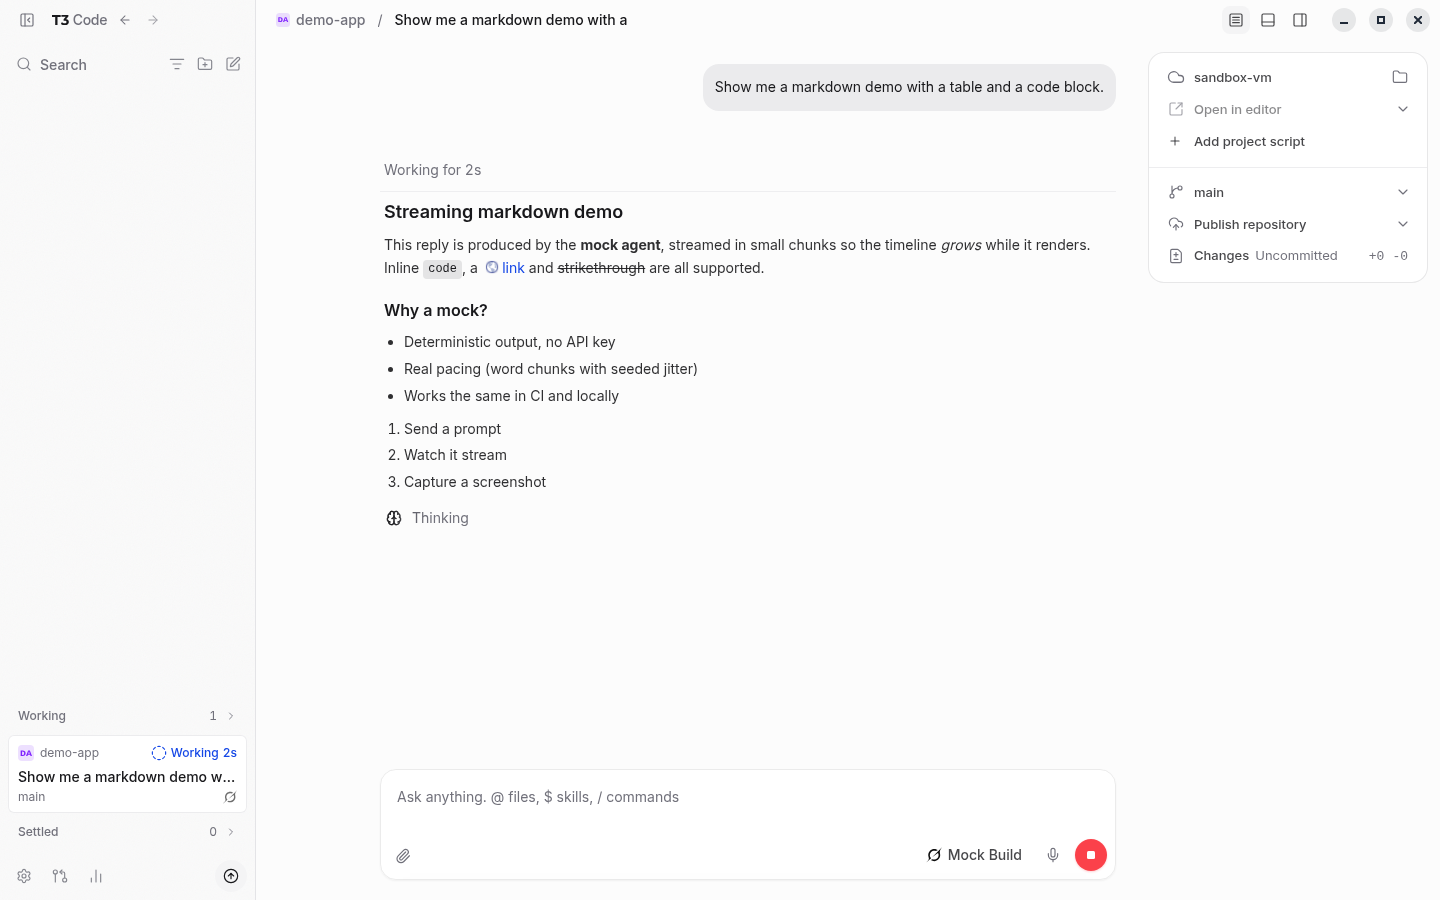 T3 Code
DA demo-app / Show me a markdown demo with a
Search
Show me a markdown demo with a table and a code block.
Working for 2s
Streaming markdown demo
This reply is produced by the mock agent, streamed in small chunks so the timeline grows while it renders.
Inline code, a link and strikethrough are all supported.
Why a mock?
• Deterministic output, no API key
• Real pacing (word chunks with seeded jitter)
• Works the same in CI and locally
1. Send a prompt
2. Watch it stream
3. Capture a screenshot
Thinking
sandbox-vm
Open in editor
Add project script
main
Publish repository
Changes Uncommitted +0 -0
Working 1
DA demo-app Working 2s
Show me a markdown demo w...
main
Settled 0
Ask anything. @ files, $ skills, / commands
Mock Build